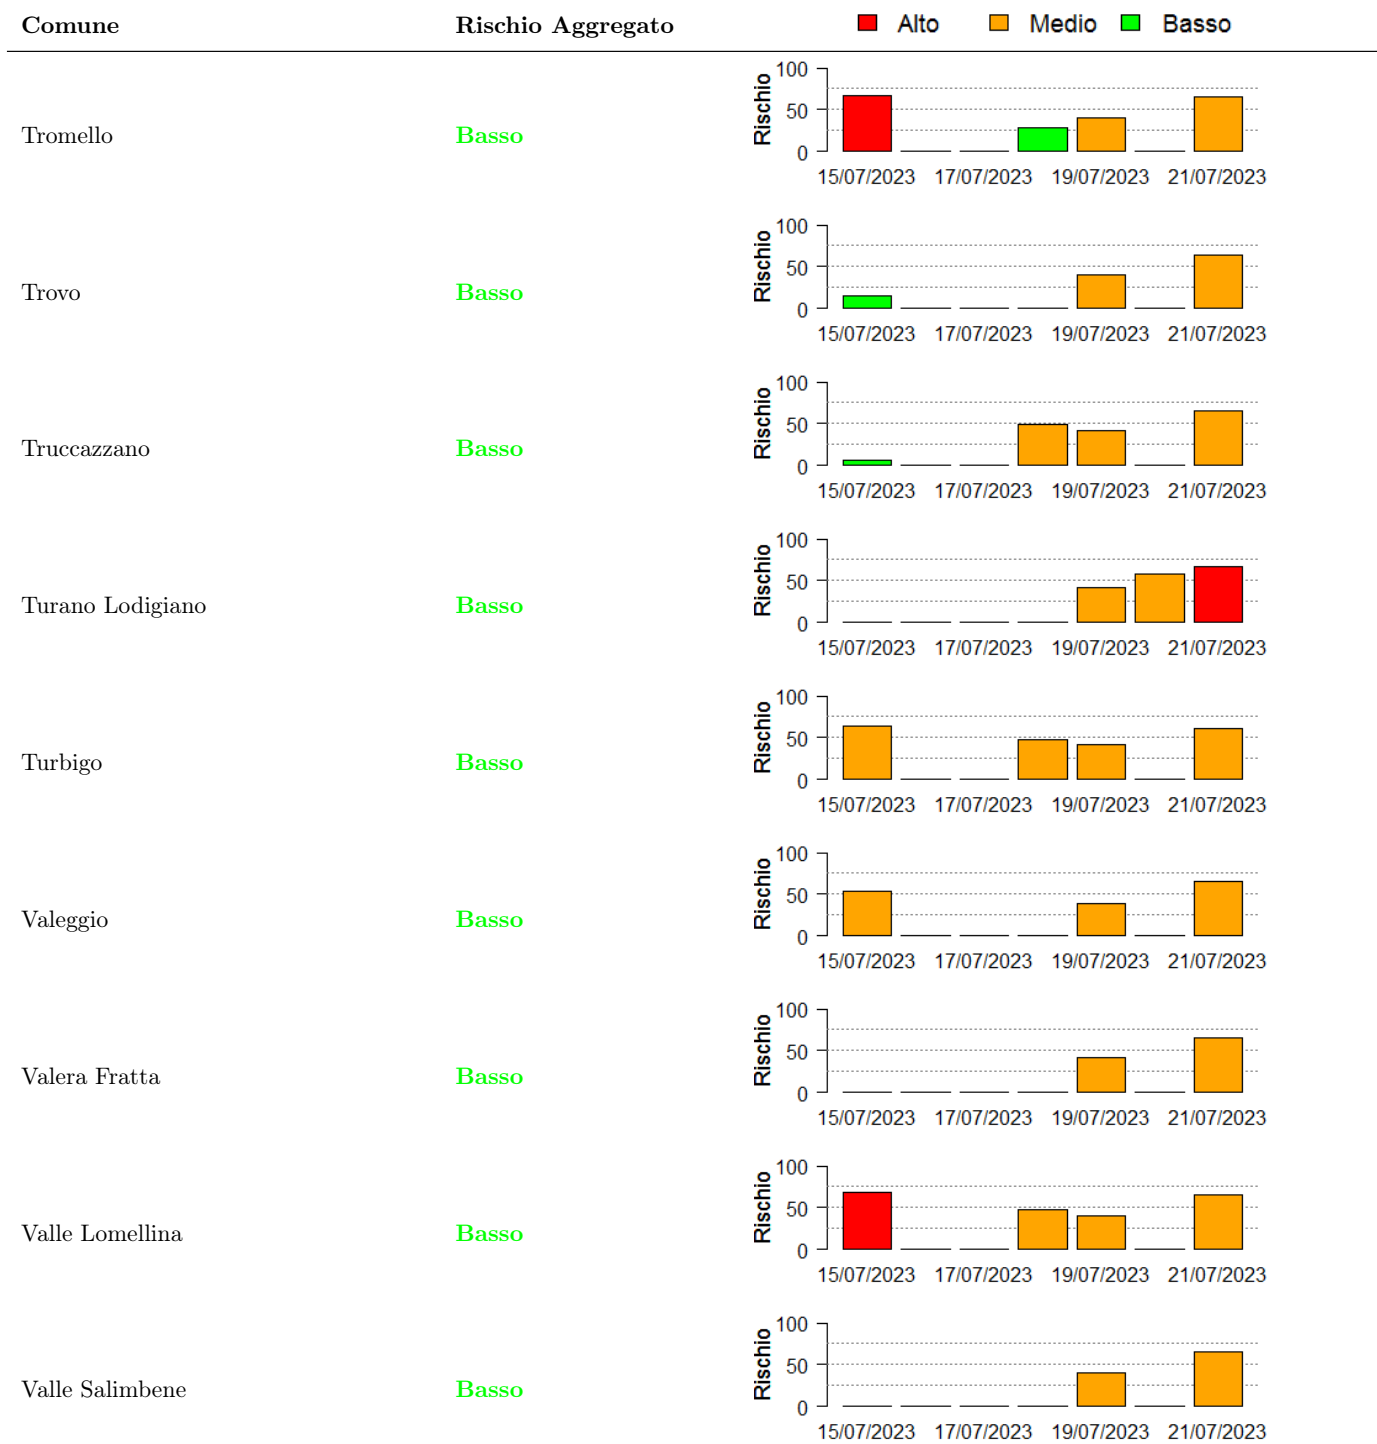 Comune Rischio Aggregato Alto Medio Basso
100
50
0
Rischio
Tromello Basso
15/07/2023 17/07/2023 19/07/2023 21/07/2023
100
50
0
Rischio
Trovo Basso
15/07/2023 17/07/2023 19/07/2023 21/07/2023
100
50
0
Rischio
Truccazzano Basso
15/07/2023 17/07/2023 19/07/2023 21/07/2023
100
50
0
Rischio
Turano Lodigiano Basso
15/07/2023 17/07/2023 19/07/2023 21/07/2023
100
50
0
Rischio
Turbigo Basso
15/07/2023 17/07/2023 19/07/2023 21/07/2023
100
50
0
Rischio
Valeggio Basso
15/07/2023 17/07/2023 19/07/2023 21/07/2023
100
50
0
Rischio
Valera Fratta Basso
15/07/2023 17/07/2023 19/07/2023 21/07/2023
100
50
0
Rischio
Valle Lomellina Basso
15/07/2023 17/07/2023 19/07/2023 21/07/2023
100
50
0
Rischio
Valle Salimbene Basso
15/07/2023 17/07/2023 19/07/2023 21/07/2023